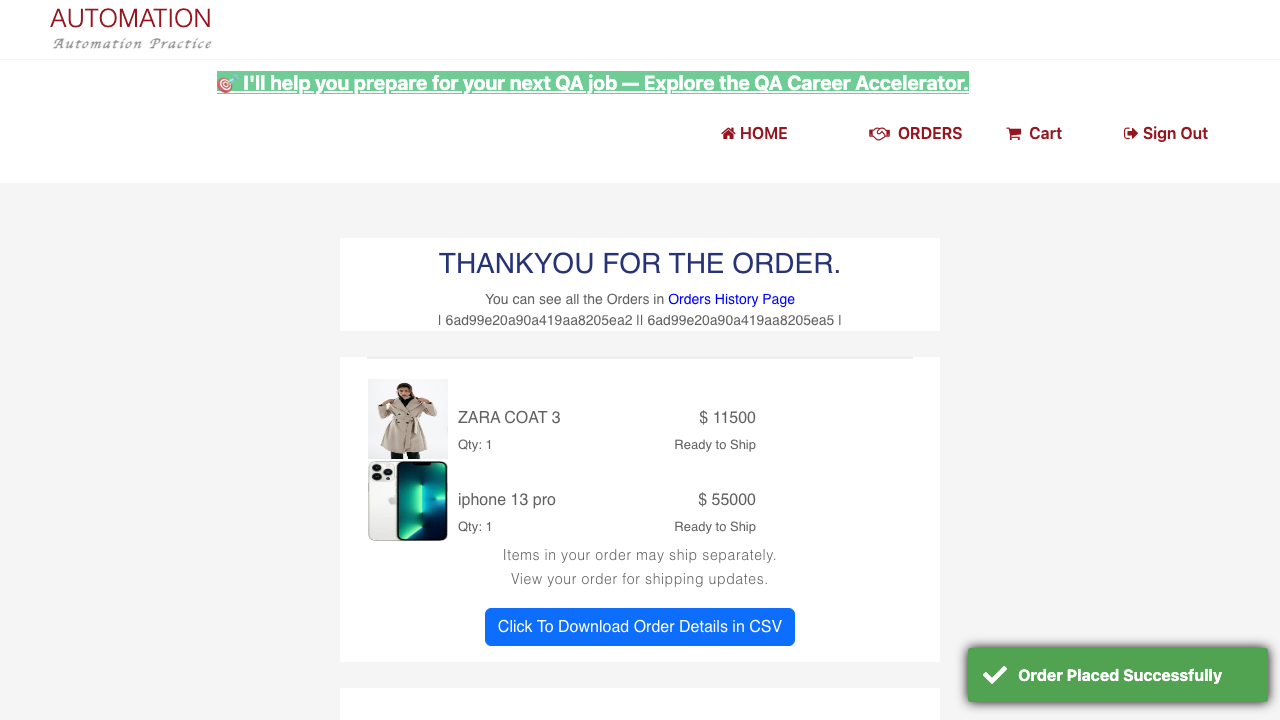 AUTOMATION
Automation Practice
🎯 I'll help you prepare for your next QA job — Explore the QA Career Accelerator.
HOME ORDERS Cart Sign Out
THANKYOU FOR THE ORDER.
You can see all the Orders in Orders History Page
| 6ad99e20a90a419aa8205ea2 || 6ad99e20a90a419aa8205ea5 |
ZARA COAT 3 $ 11500
Qty: 1 Ready to Ship
iphone 13 pro $ 55000
Qty: 1 Ready to Ship
Items in your order may ship separately.
View your order for shipping updates.
Click To Download Order Details in CSV
Order Placed Successfully